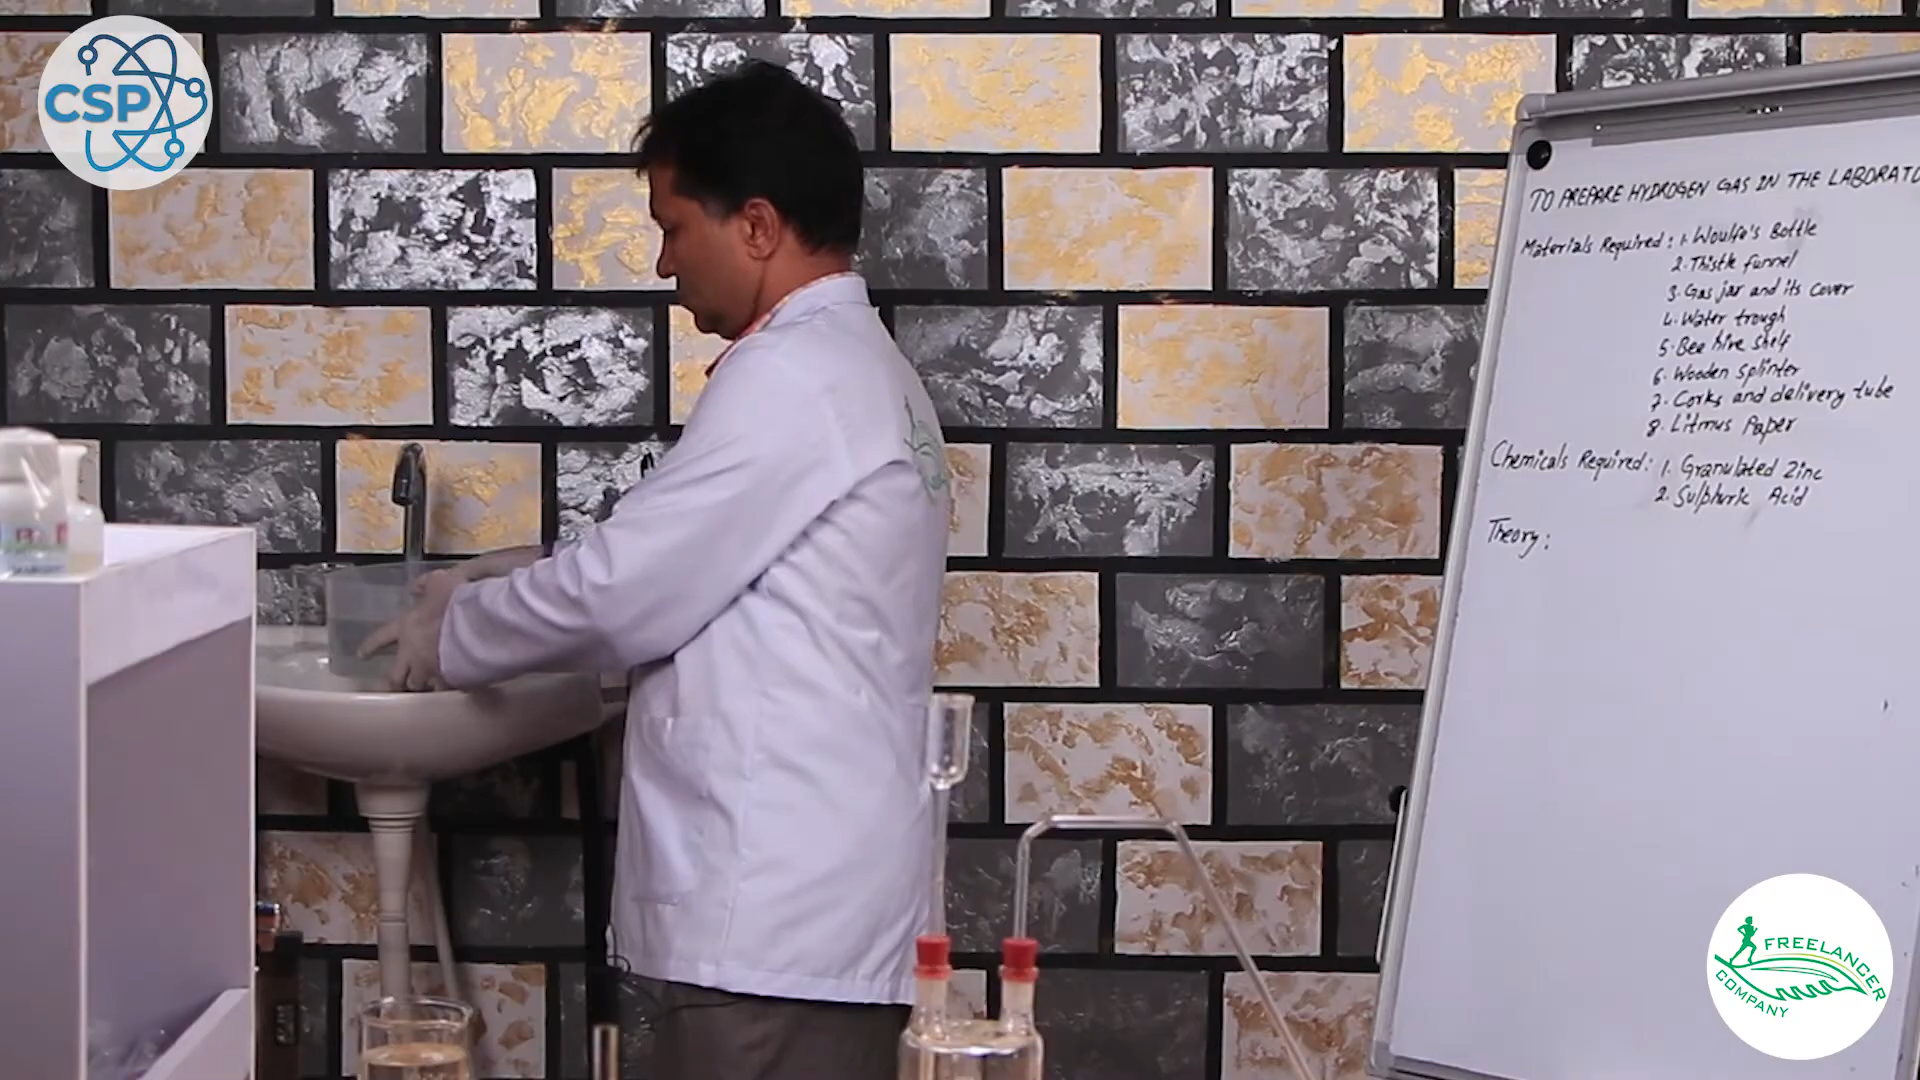 CSP
TO PREPARE HYDROGEN GAS IN THE LABORATO
Materials Required: 1. Woulfe's Bottle
2. Thistle funnel
3. Gas jar and its cover
4. Water trough
5. Bee hive shelf
6. Wooden splinter
7. Corks and delivery tube
8. Litmus Paper
Chemicals Required: 1. Granulated Zinc
2. Sulphuric Acid
Theory:
FREELANCER
COMPANY